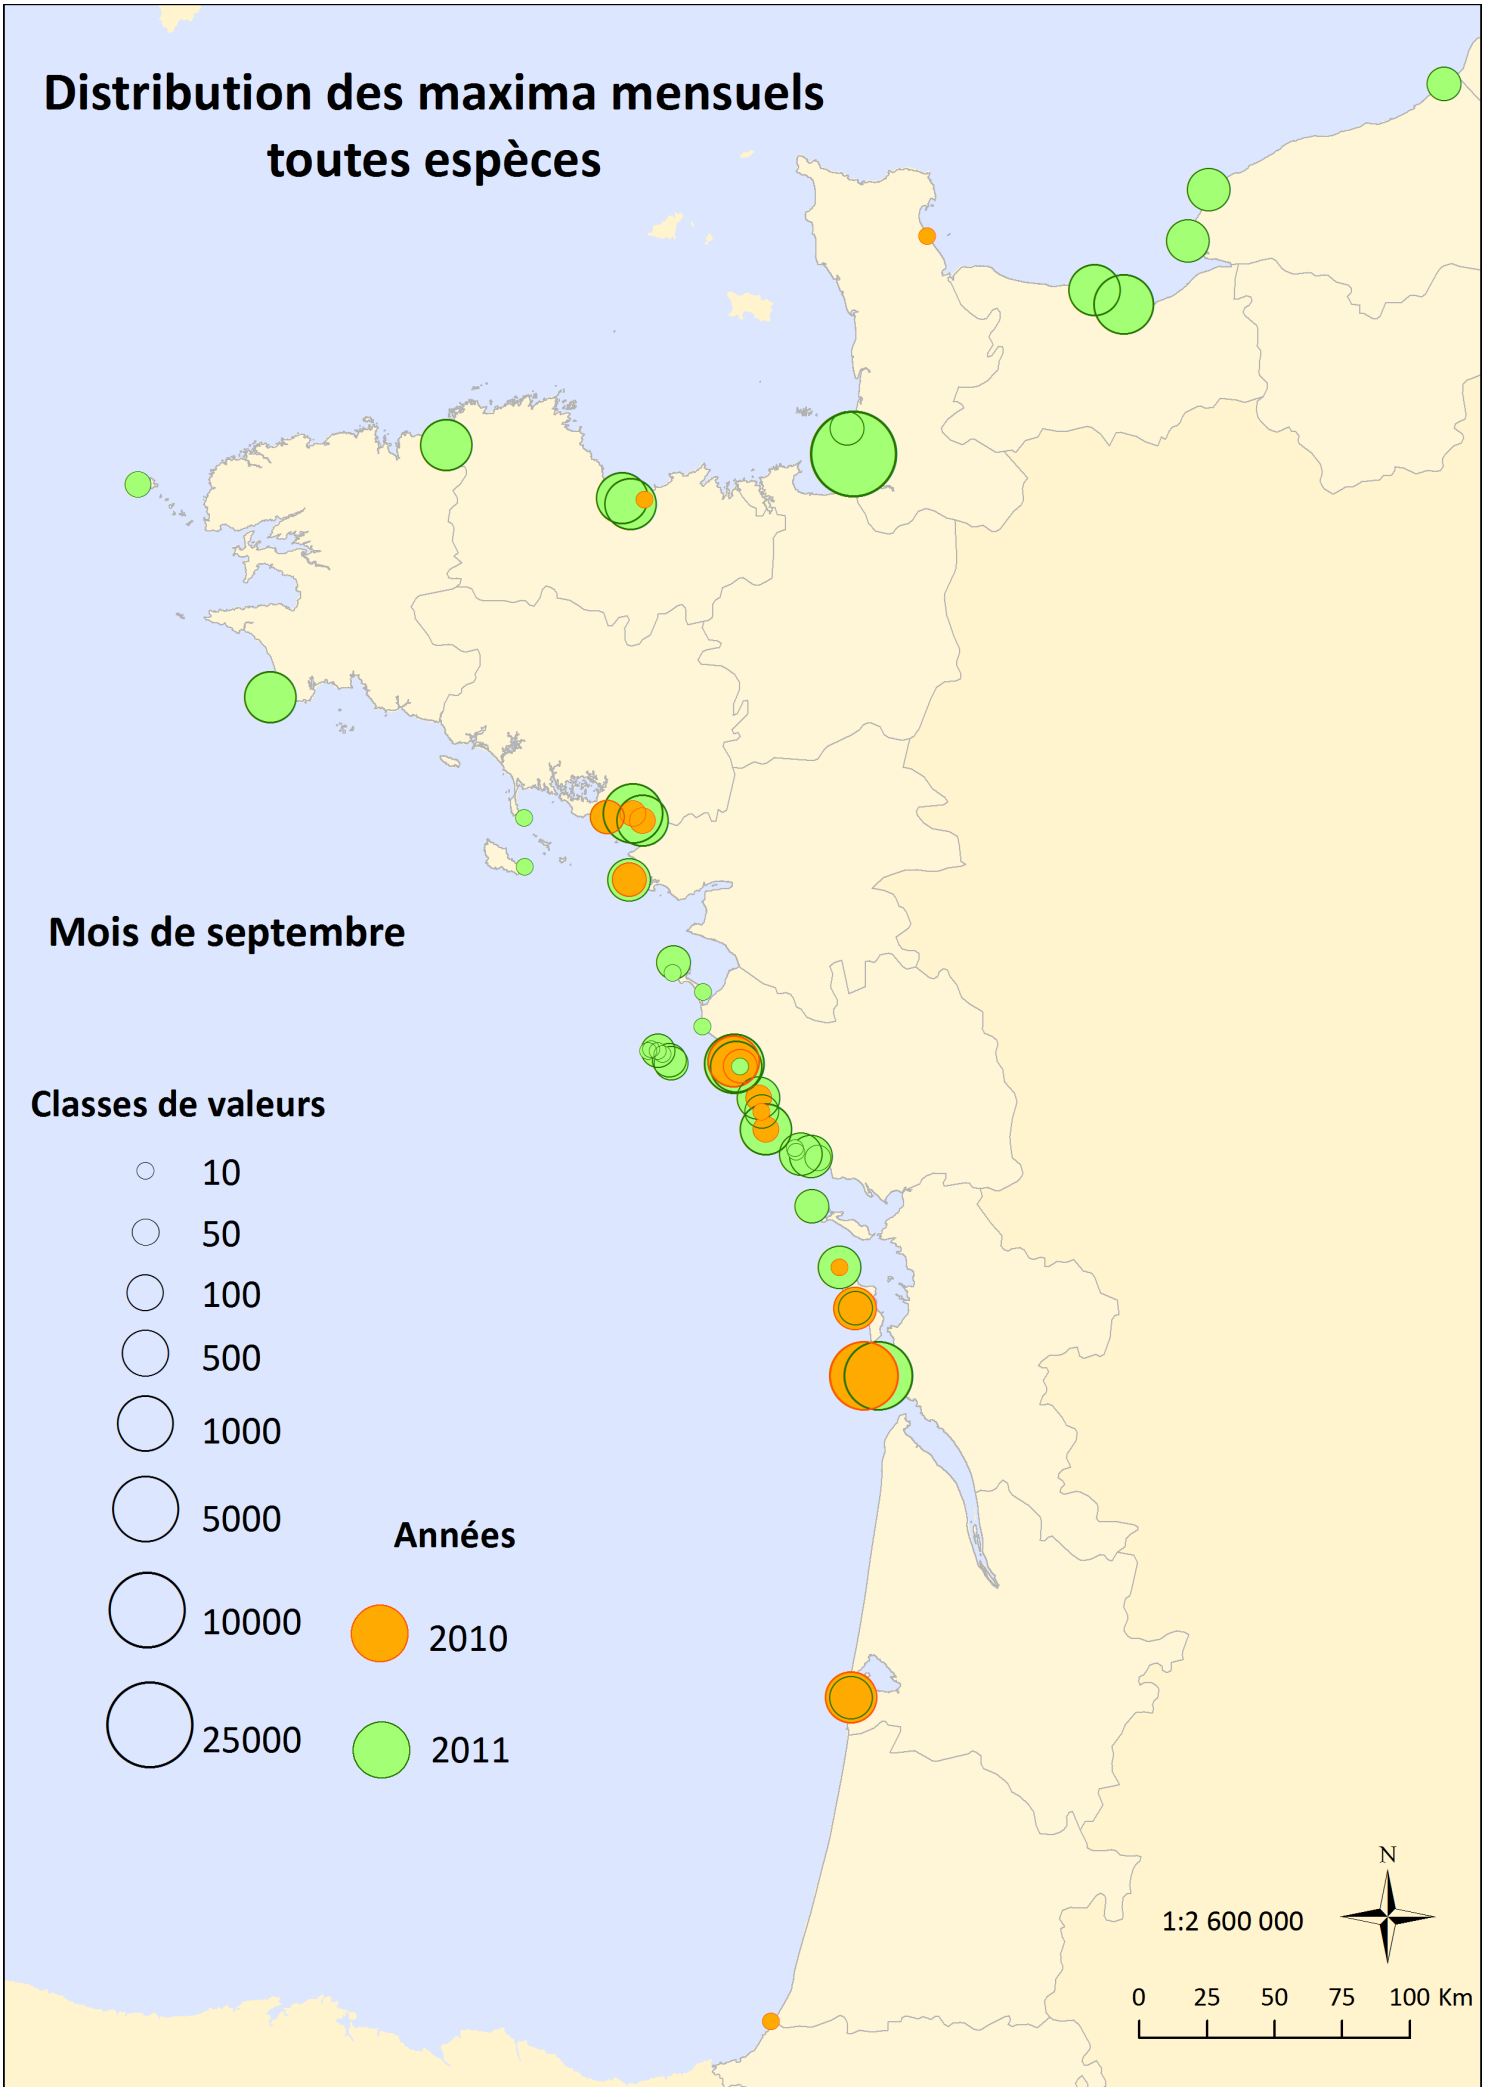 Distribution des maxima mensuels
toutes espèces
Mois de septembre
Classes de valeurs
10
50
100
500
1000
5000
10000
25000
Années
2010
2011
N
1:2 600 000
0 25 50 75 100 Km